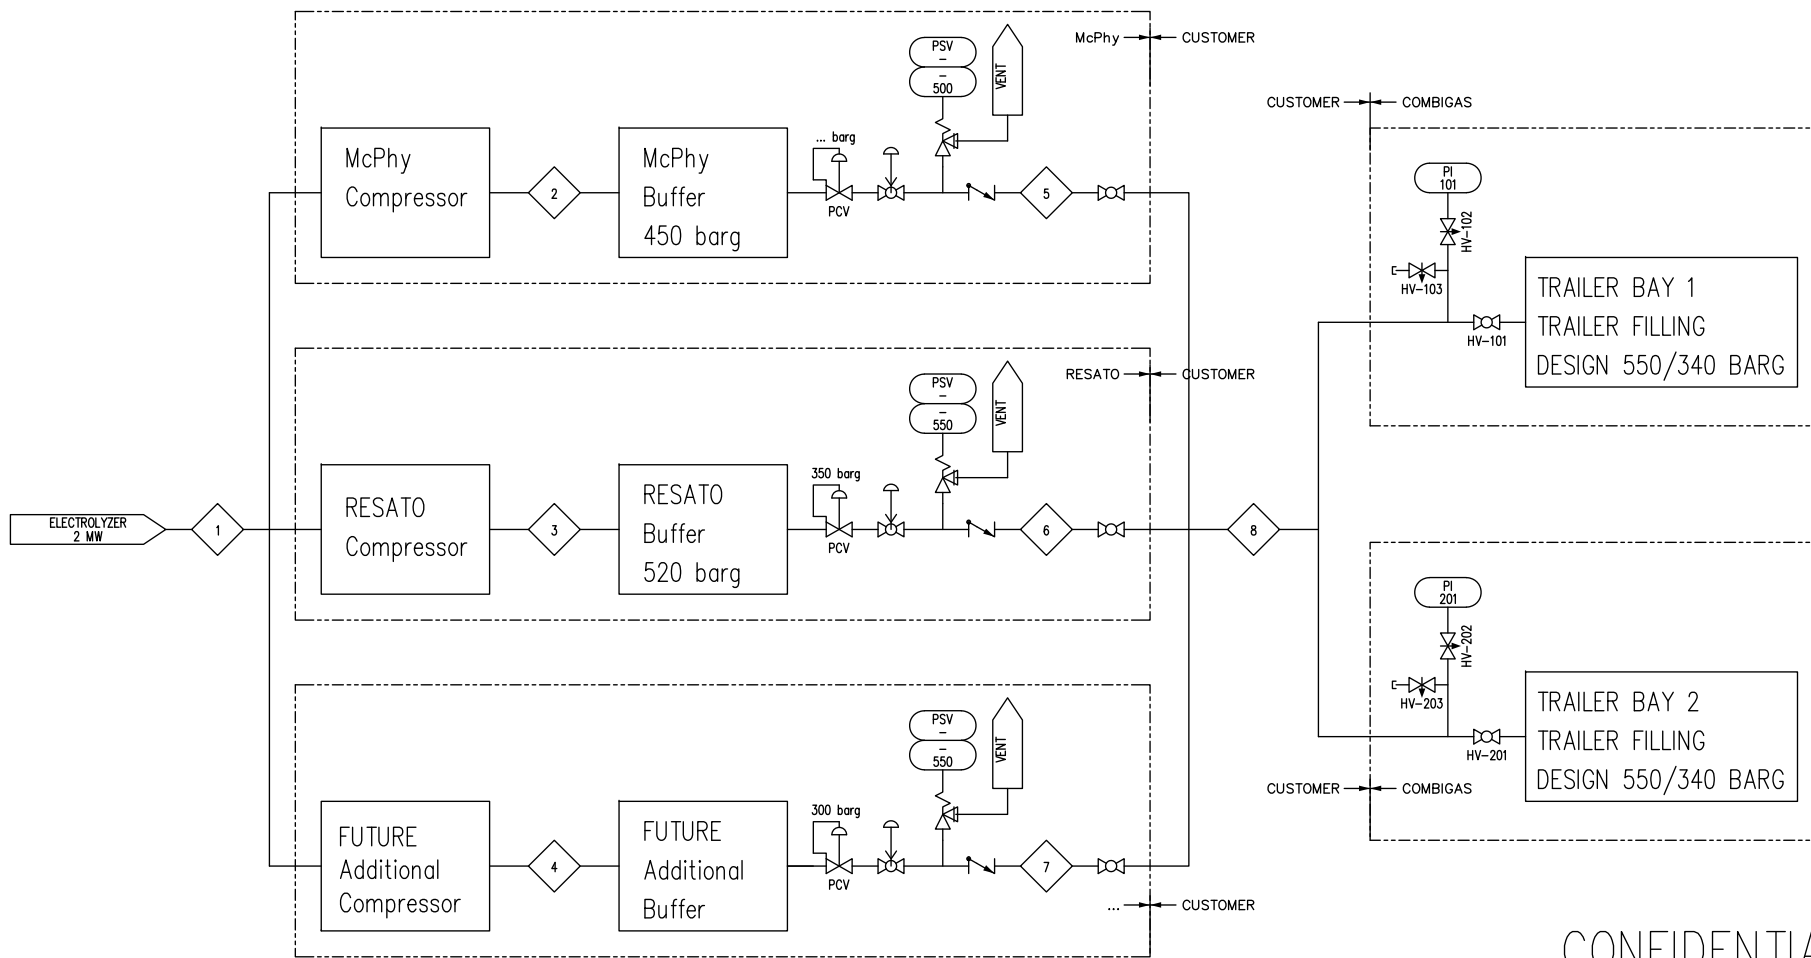 PSV
-
-
500
VENT
McPhy
CUSTOMER
McPhy
Compressor
2
McPhy
Buffer
450 barg
... barg
PCV
5
CUSTOMER
COMBIGAS
PI
101
HV-102
HV-103
HV-101
TRAILER BAY 1
TRAILER FILLING
DESIGN 550/340 BARG
PSV
-
-
550
VENT
RESATO
CUSTOMER
ELECTROLYZER
2 MW
1
RESATO
Compressor
3
RESATO
Buffer
520 barg
350 barg
PCV
6
8
PI
201
HV-202
HV-203
HV-201
TRAILER BAY 2
TRAILER FILLING
DESIGN 550/340 BARG
CUSTOMER
COMBIGAS
PSV
-
-
550
VENT
FUTURE
Additional
Compressor
4
FUTURE
Additional
Buffer
300 barg
PCV
7
...
CUSTOMER
CONFIDENTIA